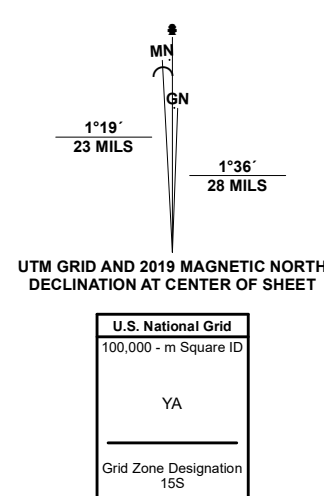 MN
GN
1°19´
23 MILS
1°36´
28 MILS
UTM GRID AND 2019 MAGNETIC NORTH
DECLINATION AT CENTER OF SHEET
U.S. National Grid
100,000 - m Square ID
YA
Grid Zone Designation
15S